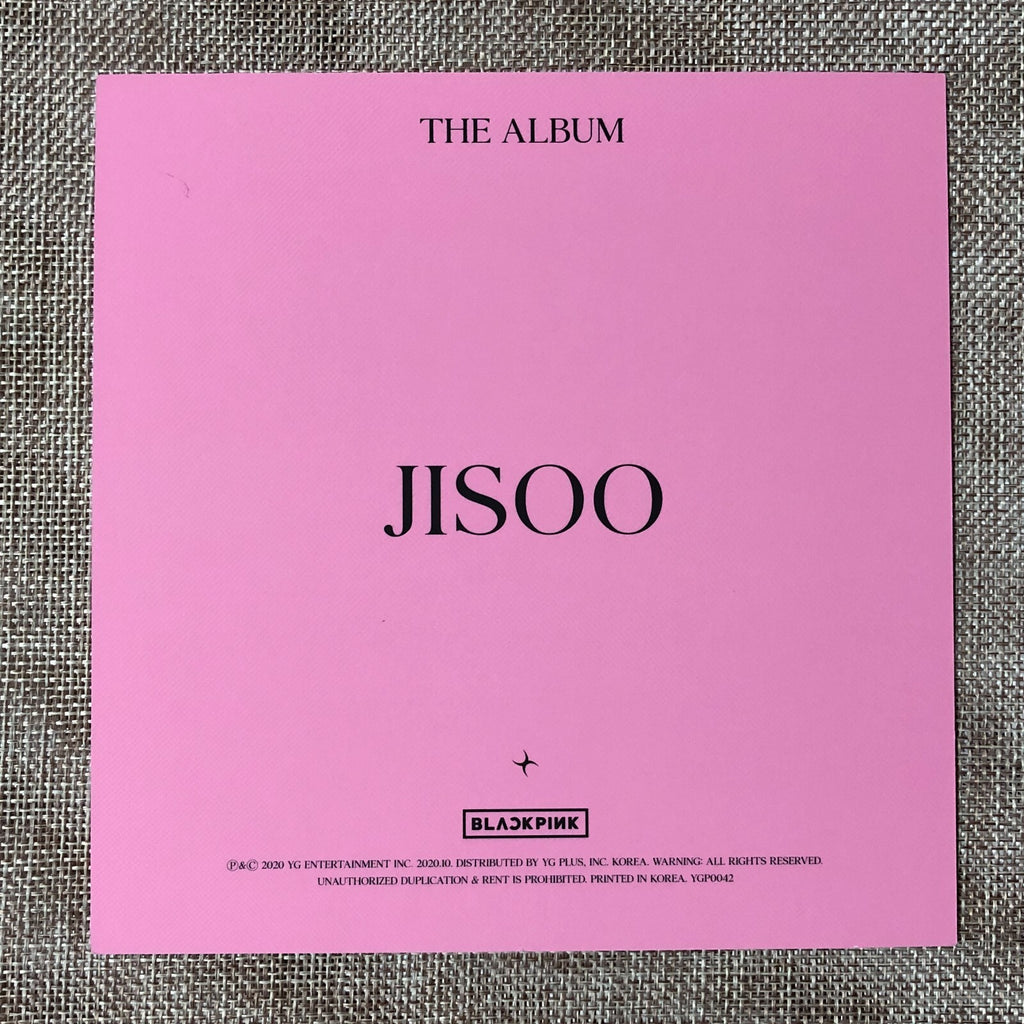 THE ALBUM
JISOO
BLACKPINK
Ⓟ&Ⓒ 2020 YG ENTERTAINMENT INC. 2020.10. DISTRIBUTED BY YG PLUS, INC. KOREA. WARNING: ALL RIGHTS RESERVED.
UNAUTHORIZED DUPLICATION & RENT IS PROHIBITED. PRINTED IN KOREA. YGP0042